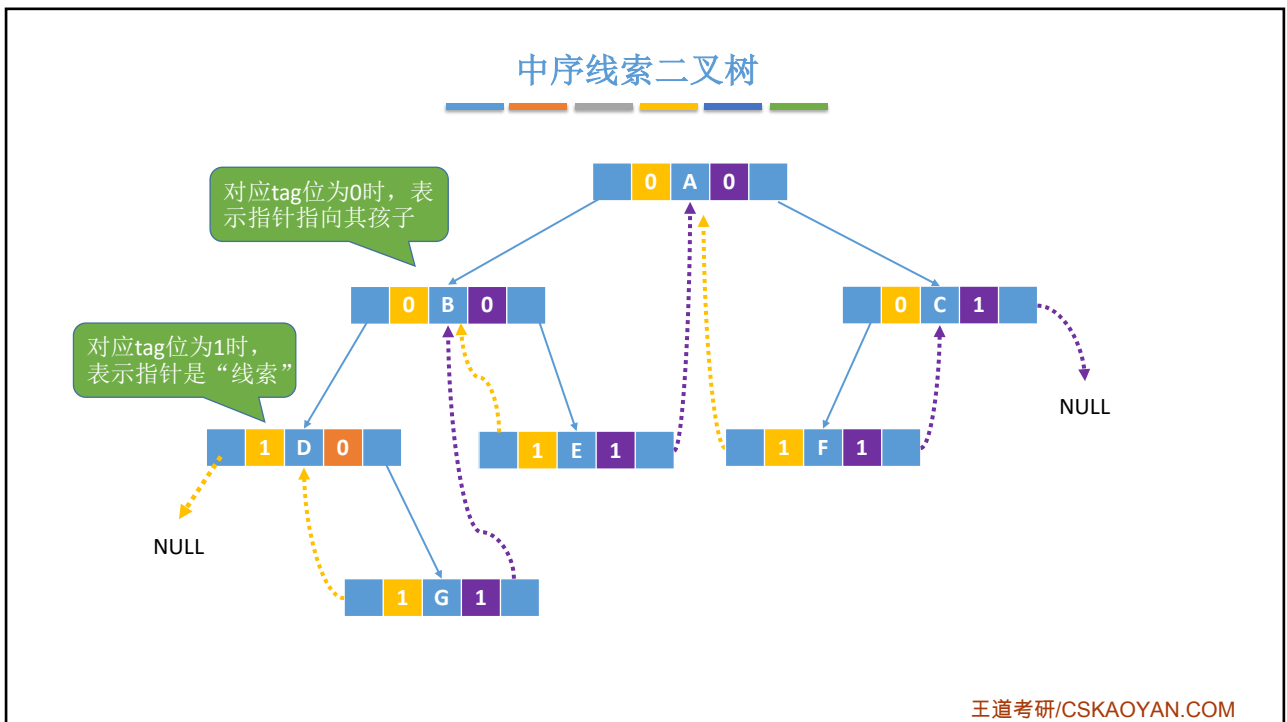 中序线索二叉树
0 A 0
对应tag位为0时，表
示指针指向其孩子
0 B 0
0 C 1
对应tag位为1时，
表示指针是“线索”
NULL
1 D 0
1 E 1
1 F 1
NULL
1 G 1
王道考研/CSKAOYAN.COM